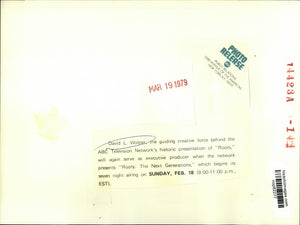 PHOTO
RELEASE
MAR 19 1979
David L. Wolper, the guiding creative force behind the
ABC Television Network's historic presentation of "Roots,"
will again serve as executive producer when the network
presents "Roots: The Next Generations," which begins its
seven night airing on SUNDAY, FEB. 18 (9:00-11:00 p.m.,
EST).